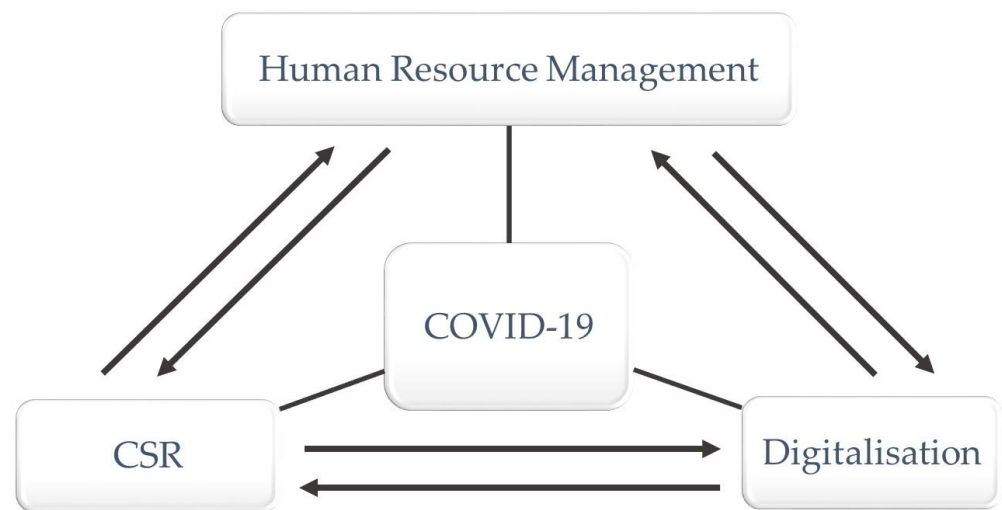 Human Resource Management
COVID-19
CSR
Digitalisation